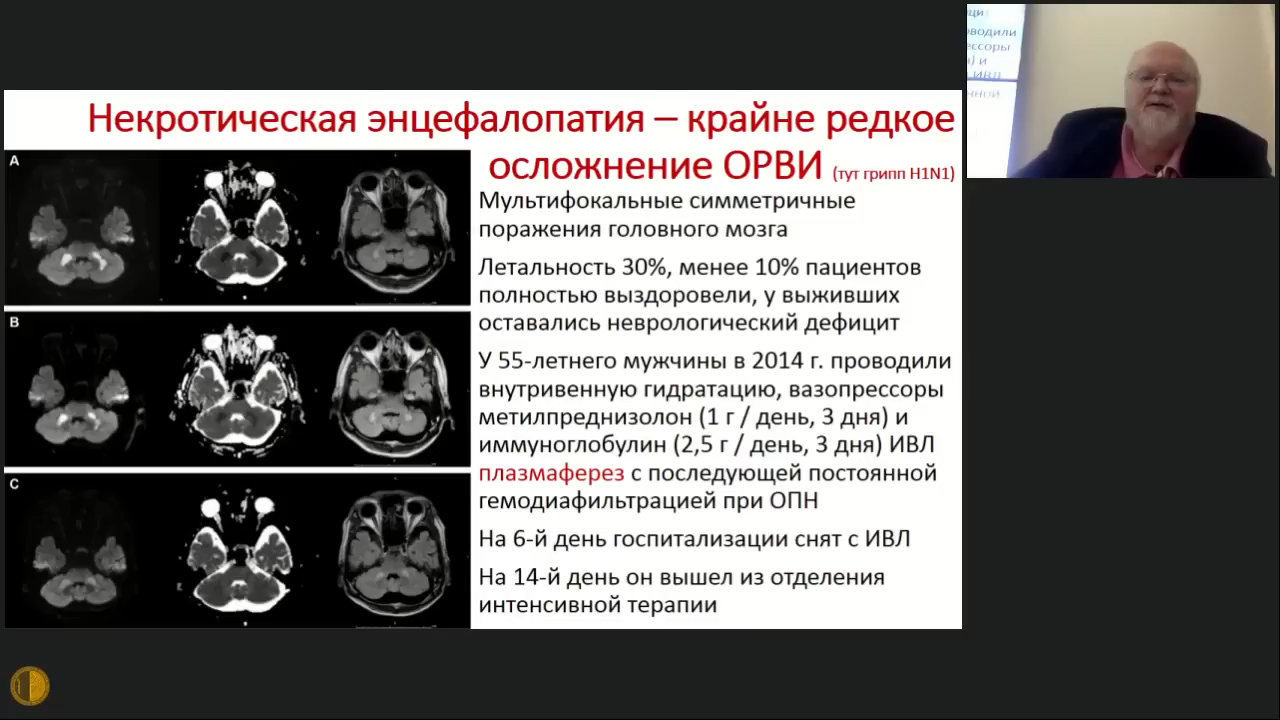 Некротическая энцефалопатия – крайне редкое
осложнение ОРВИ (тут грипп H1N1)
A
B
C
Мультифокальные симметричные
поражения головного мозга
Летальность 30%, менее 10% пациентов
полностью выздоровели, у выживших
оставались неврологический дефицит
У 55-летнего мужчины в 2014 г. проводили
внутривенную гидратацию, вазопрессоры
метилпреднизолон (1 г / день, 3 дня) и
иммуноглобулин (2,5 г / день, 3 дня) ИВЛ
плазмаферез с последующей постоянной
гемодиафильтрацией при ОПН
На 6-й день госпитализации снят с ИВЛ
На 14-й день он вышел из отделения
интенсивной терапии